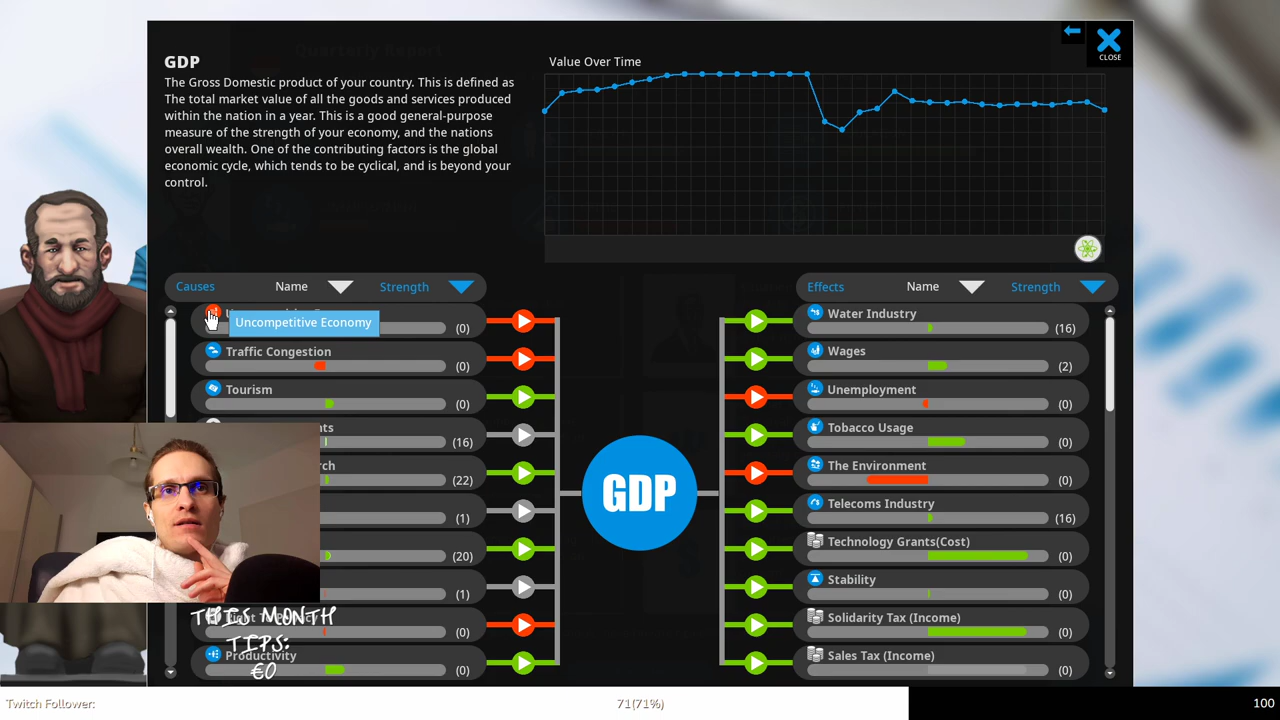 Quarterly Report
CLOSE
GDP
The Gross Domestic product of your country. This is defined as
The total market value of all the goods and services produced
within the nation in a year. This is a good general-purpose
measure of the strength of your economy, and the nations
overall wealth. One of the contributing factors is the global
economic cycle, which tends to be cyclical, and is beyond your
control.
Value Over Time
Causes Name Strength
Uncompetitive Economy
(0)
Traffic Congestion
(0)
Tourism
(0)
(16)
(22)
(1)
(20)
(1)
(0)
Productivity
(0)
GDP
Effects Name Strength
Water Industry
(16)
Wages
(2)
Unemployment
(0)
Tobacco Usage
(0)
The Environment
(0)
Telecoms Industry
(16)
Technology Grants(Cost)
(0)
Stability
(0)
Solidarity Tax (Income)
(0)
Sales Tax (Income)
(0)
THIS MONTH
TIPS:
€0
Twitch Follower: 71(71%) 100